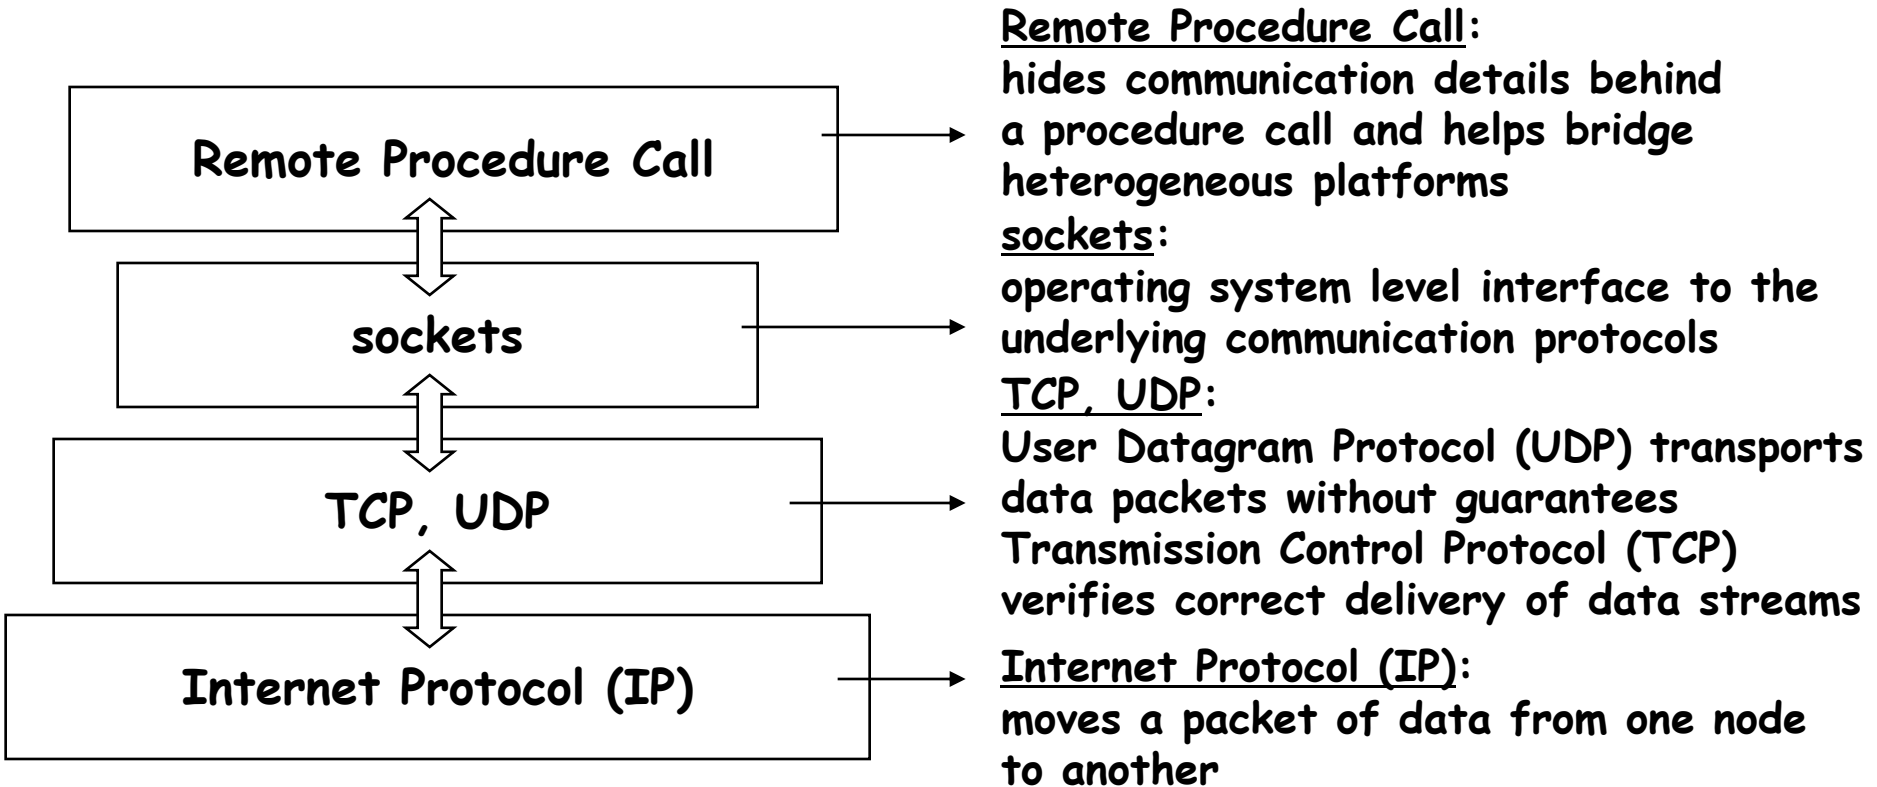 Remote Procedure Call
sockets
TCP, UDP
Internet Protocol (IP)
Remote Procedure Call:
hides communication details behind
a procedure call and helps bridge
heterogeneous platforms
sockets:
operating system level interface to the
underlying communication protocols
TCP, UDP:
User Datagram Protocol (UDP) transports
data packets without guarantees
Transmission Control Protocol (TCP)
verifies correct delivery of data streams
Internet Protocol (IP):
moves a packet of data from one node
to another